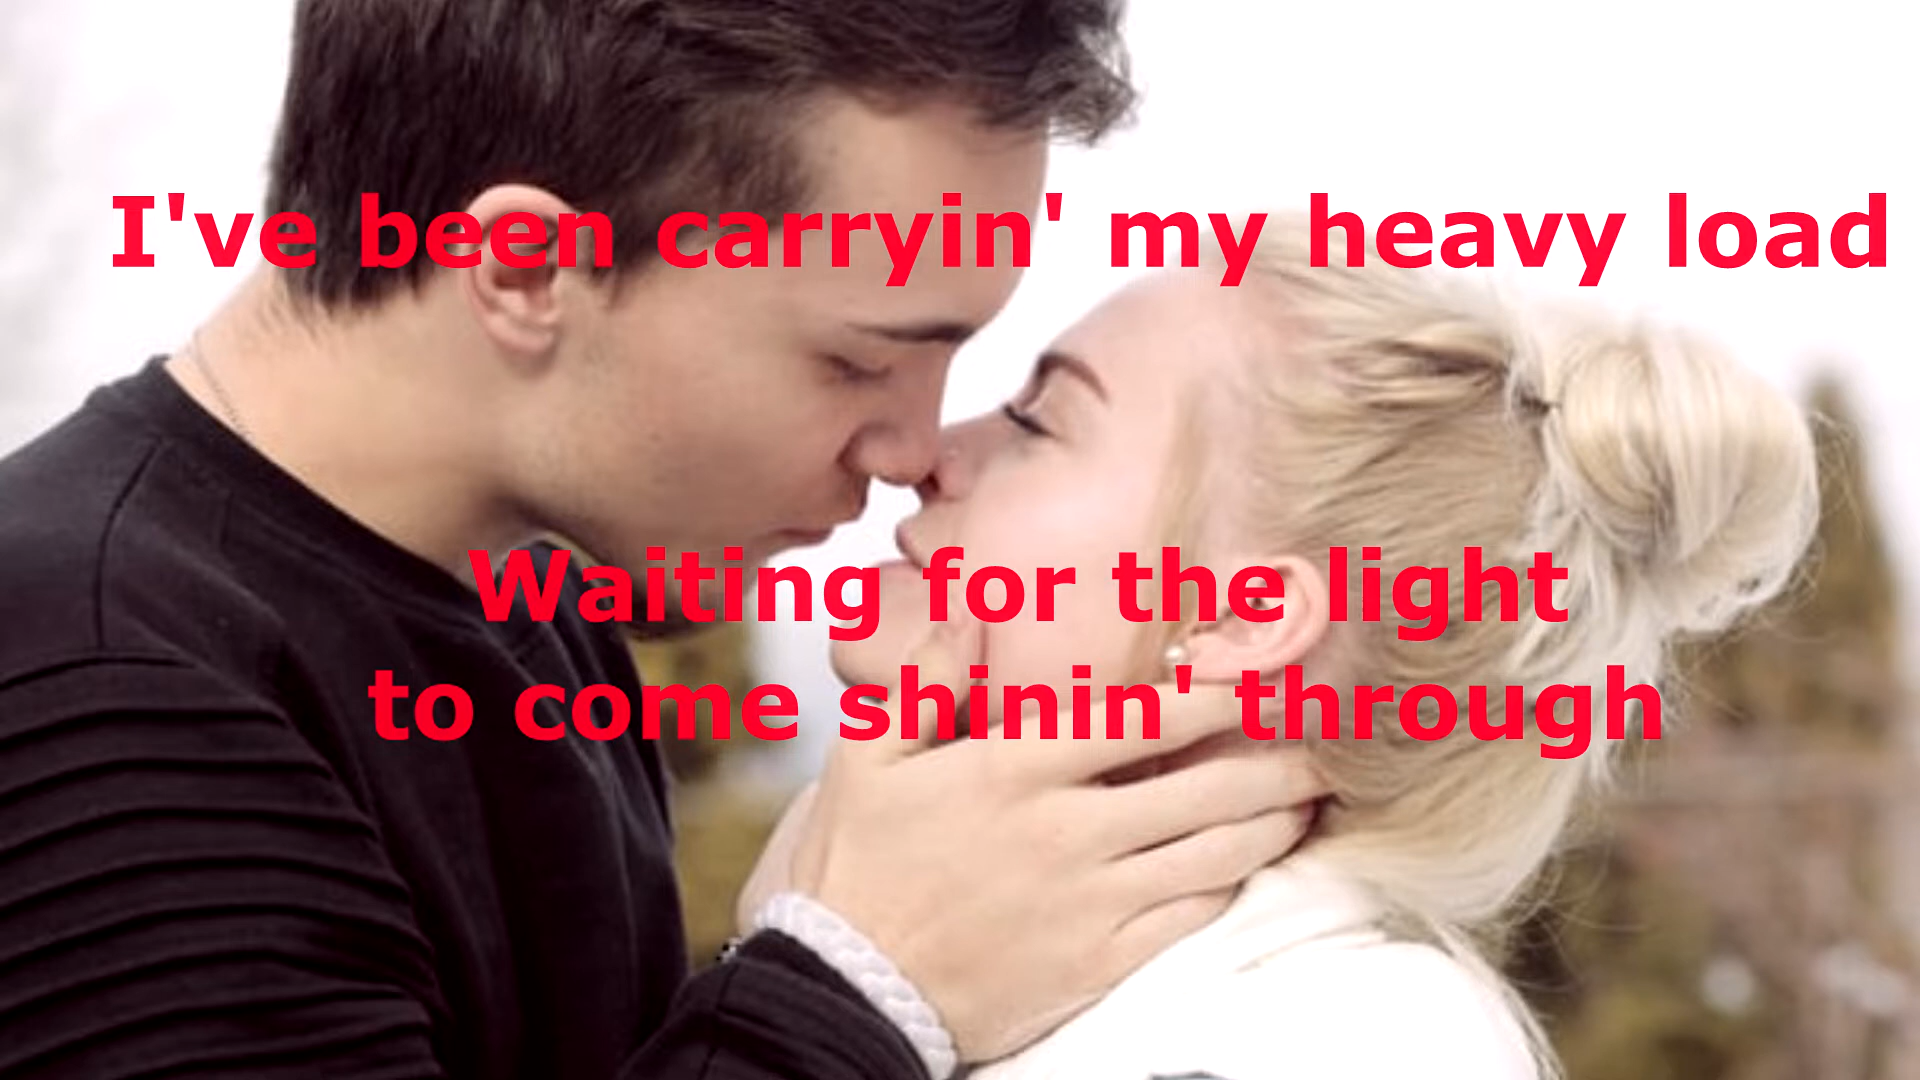 I've been carryin' my heavy load
Waiting for the light
to come shinin' through